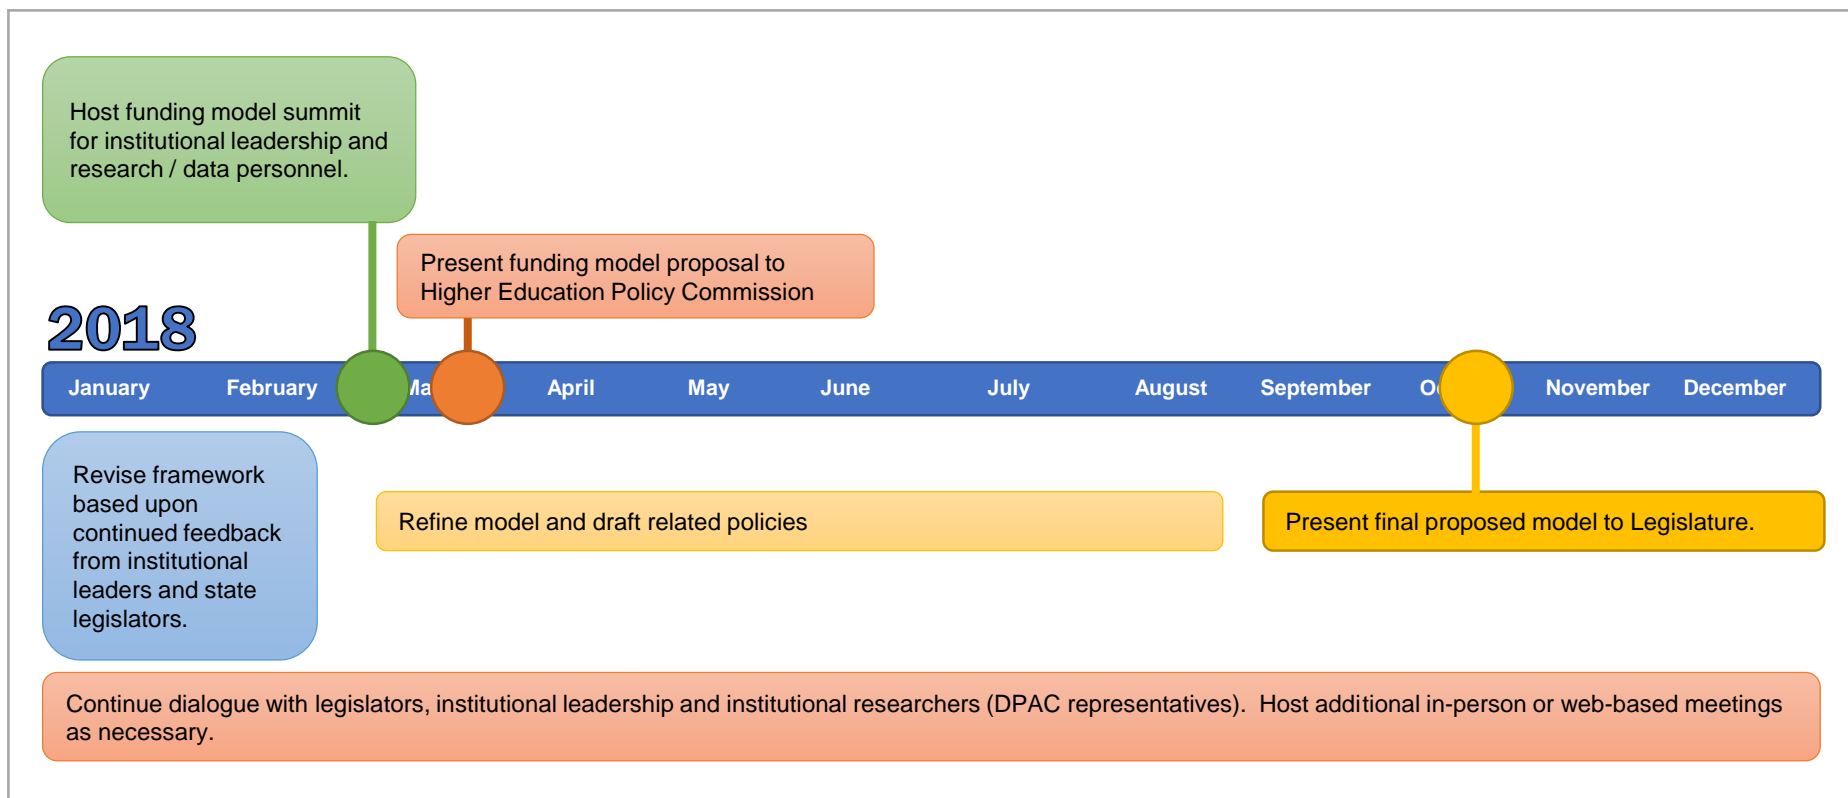 Host funding model summit
for institutional leadership and
research / data personnel.
Present funding model proposal to
Higher Education Policy Commission
2018
January February Ma April May June July August September Oc November December
Revise framework
based upon
continued feedback
from institutional
leaders and state
legislators.
Refine model and draft related policies
Present final proposed model to Legislature.
Continue dialogue with legislators, institutional leadership and institutional researchers (DPAC representatives).  Host additional in-person or web-based meetings
as necessary.